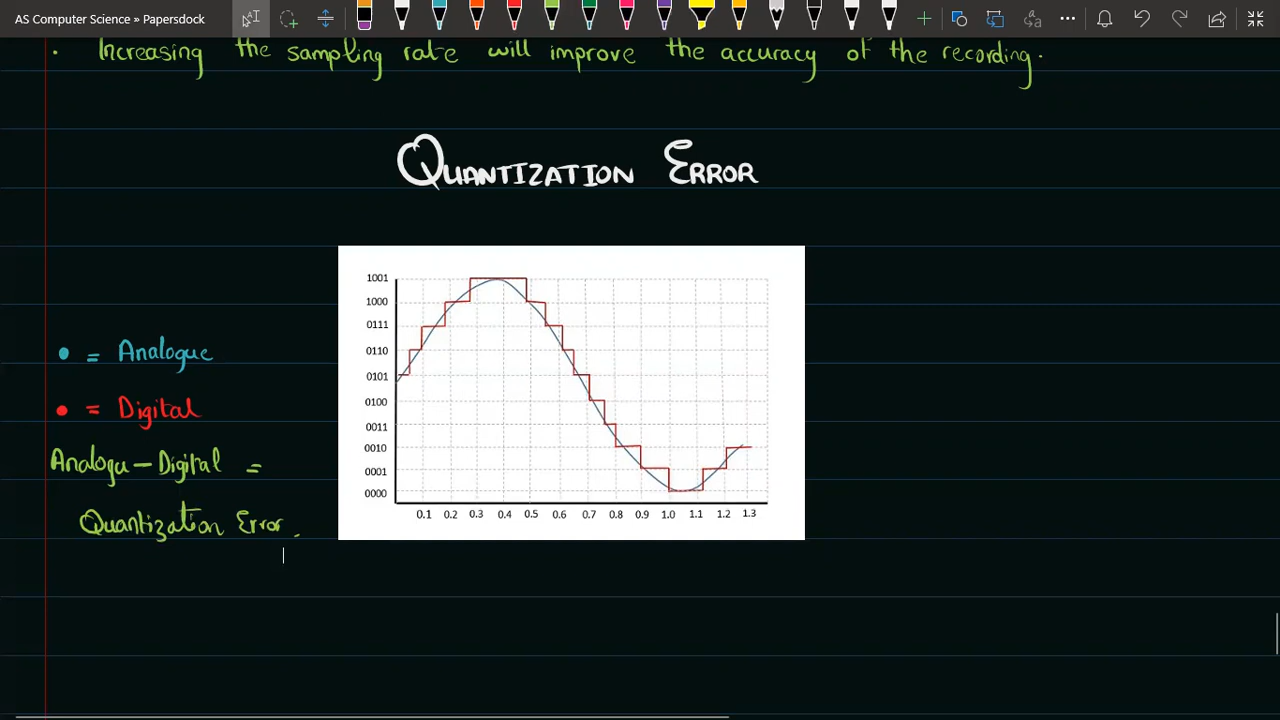 AS Computer Science » Papersdock
· Increasing the sampling rate will improve the accuracy of the recording.
QUANTIZATION ERROR
1001
1000
0111
0110
0101
0100
0011
0010
0001
0000
0.1 0.2 0.3 0.4 0.5 0.6 0.7 0.8 0.9 1.0 1.1 1.2 1.3
• = Analogue
• = Digital
Analogu - Digital =
Quantization Error.